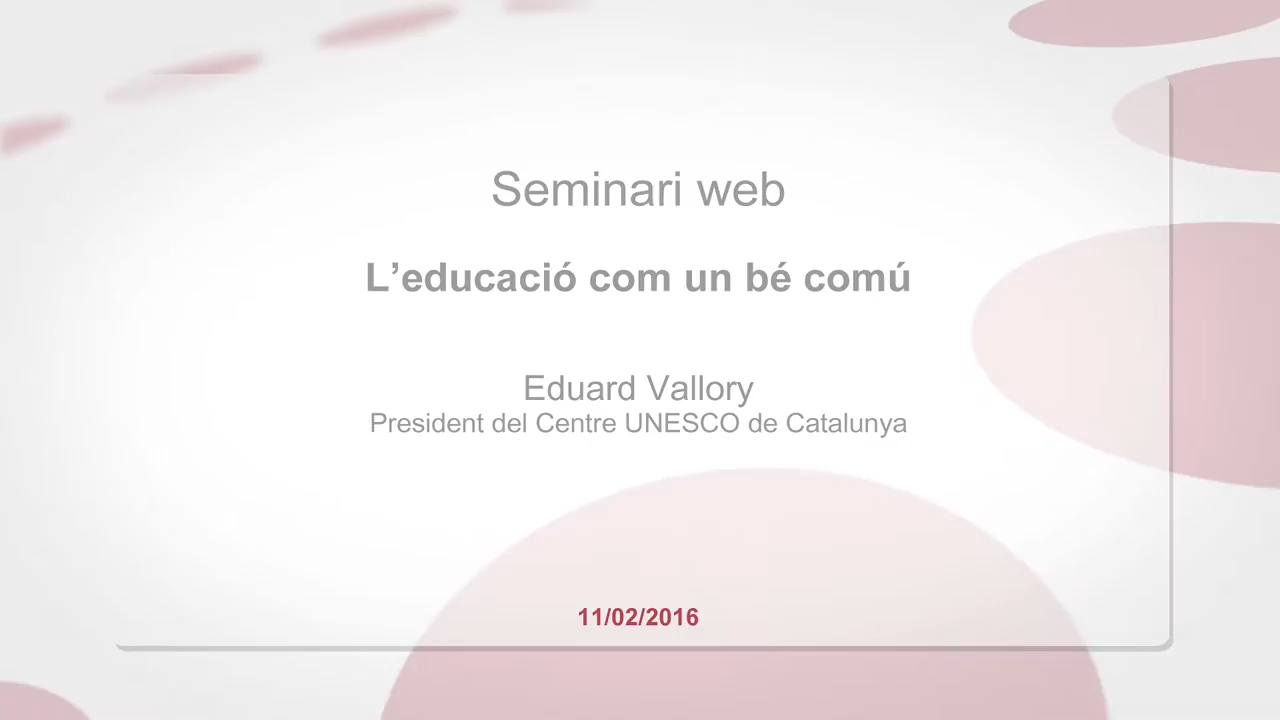 Seminari web
L’educació com un bé comú
Eduard Vallory
President del Centre UNESCO de Catalunya
11/02/2016